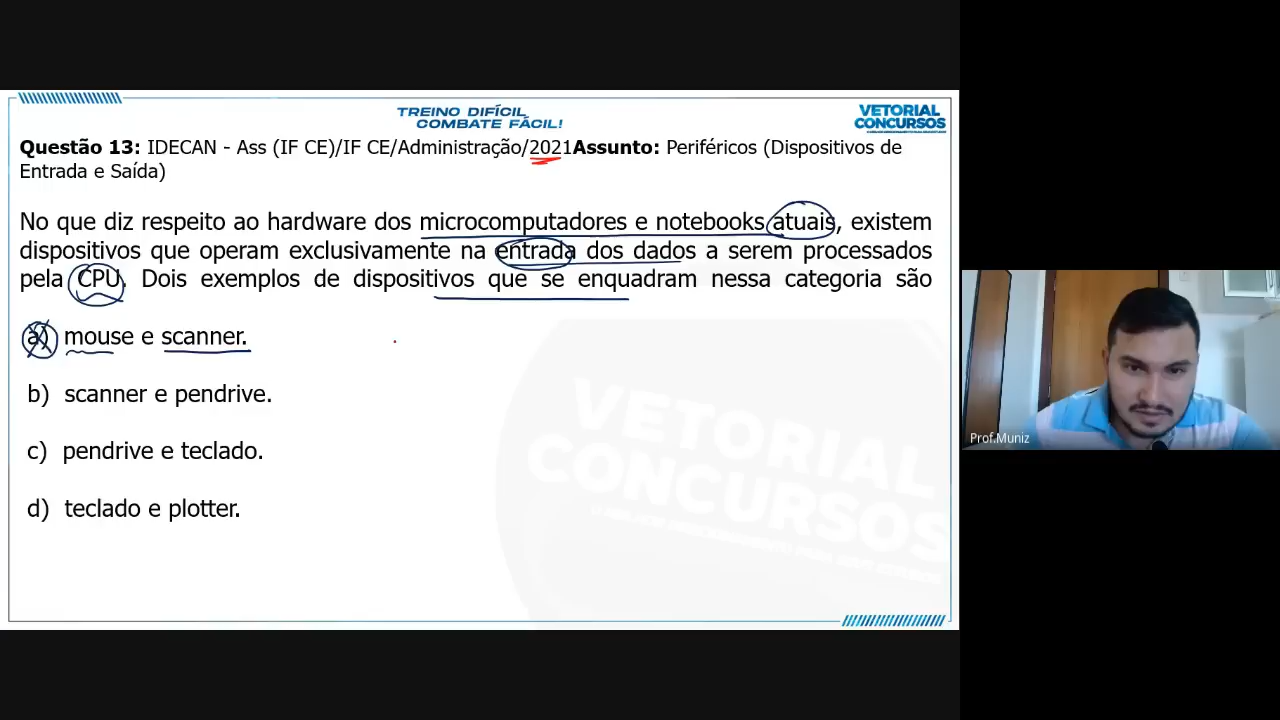 TREINO DIFÍCIL
COMBATE FÁCIL!
VETORIAL
CONCURSOS
Questão 13: IDECAN - Ass (IF CE)/IF CE/Administração/2021Assunto: Periféricos (Dispositivos de
Entrada e Saída)
No que diz respeito ao hardware dos microcomputadores e notebooks atuais, existem
dispositivos que operam exclusivamente na entrada dos dados a serem processados
pela CPU. Dois exemplos de dispositivos que se enquadram nessa categoria são
a) mouse e scanner.
b) scanner e pendrive.
c) pendrive e teclado.
d) teclado e plotter.
VETORIAL
CONCURSOS
Prof.Muniz